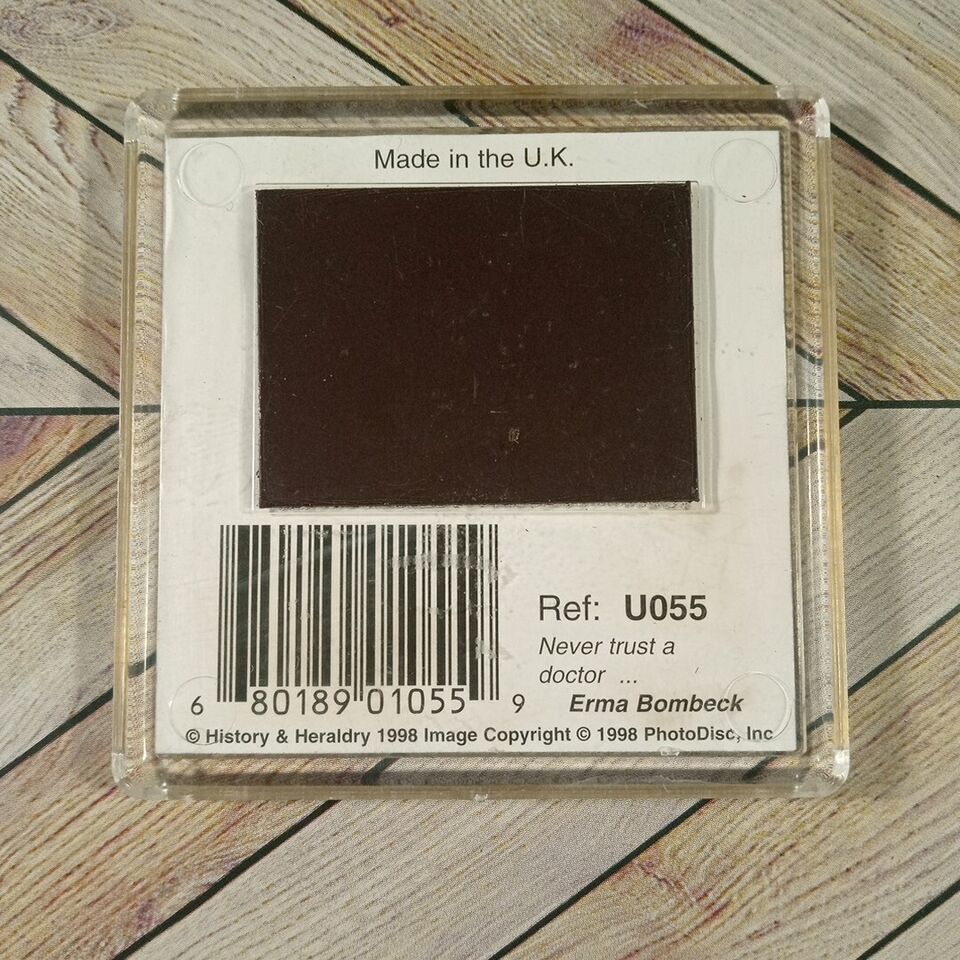 Made in the U.K.
Ref: U055
Never trust a
doctor ...
Erma Bombeck
6 80189 01055 9
© History & Heraldry 1998 Image Copyright © 1998 PhotoDisc, Inc